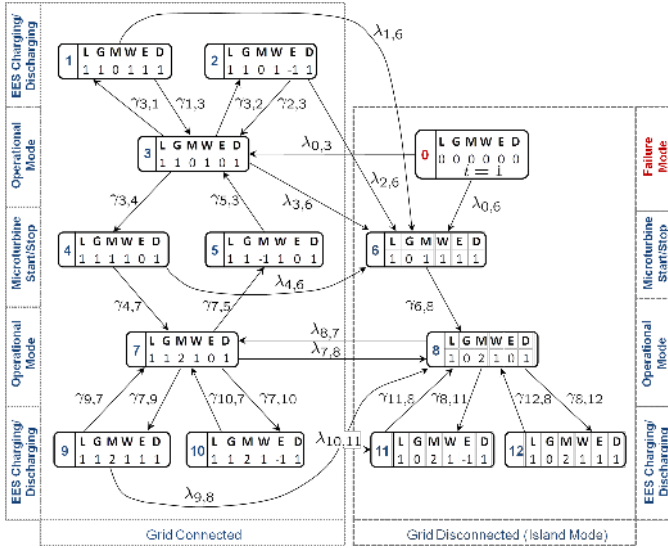 EES Charging/
Discharging
Operational
Mode
Microturbine
Start/Stop
Operational
Mode
EES Charging/
Discharging
1
L G M W E D
1 1 0 1 1 1
2
L G M W E D
1 1 0 1 -1 1
λ1,6
γ3,1
γ1,3
γ3,2
γ2,3
3
L G M W E D
1 1 0 1 0 1
λ0,3
0
L G M W E D
0 0 0 0 0 0
t = i
Failure
Mode
γ3,4
γ5,3
λ3,6
λ2,6
λ0,6
4
L G M W E D
1 1 1 1 0 1
5
L G M W E D
1 1 -1 1 0 1
6
L G M W E D
1 0 1 1 1 1
Microturbine
Start/Stop
λ4,6
γ4,7
γ7,5
γ6,8
7
L G M W E D
1 1 2 1 0 1
λ8,7
λ7,8
8
L G M W E D
1 0 2 1 0 1
Operational
Mode
γ9,7
γ7,9
γ10,7
γ7,10
γ11,8
γ8,11
γ12,8
γ8,12
9
L G M W E D
1 1 2 1 1 1
10
L G M W E D
1 1 2 1 -1 1
λ10,11
11
L G M W E D
1 0 2 1 -1 1
12
L G M W E D
1 0 2 1 1 1
EES Charging/
Discharging
λ9,8
Grid Connected
Grid Disconnected (Island Mode)